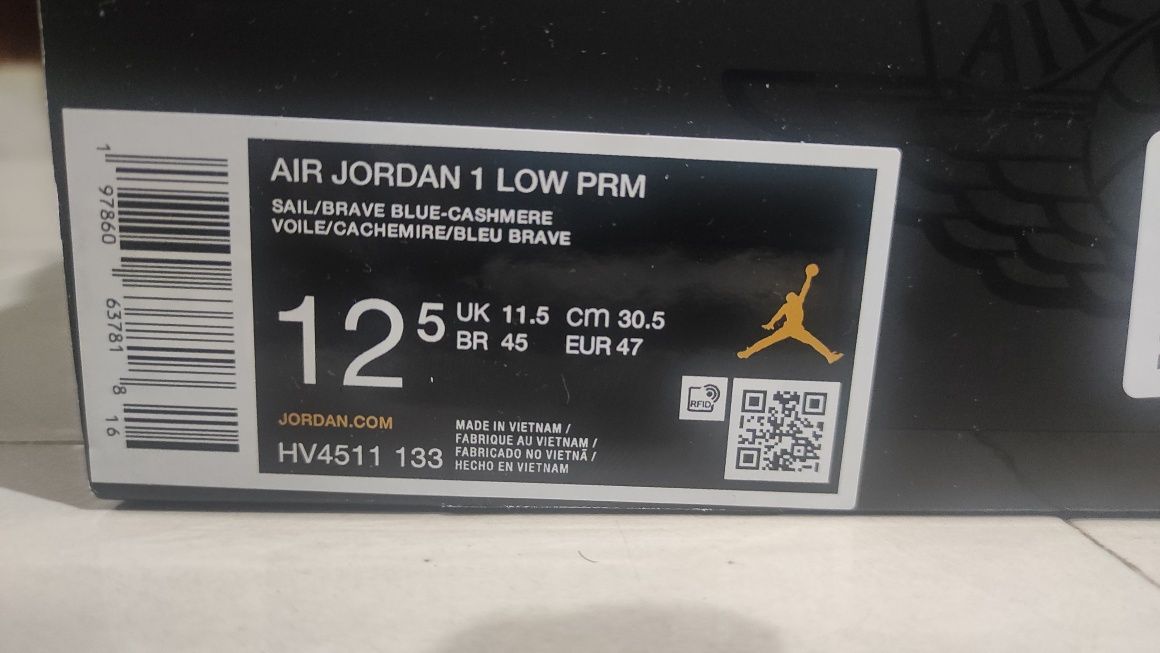 AIR JORDAN 1 LOW PRM
SAIL/BRAVE BLUE-CASHMERE
VOILE/CACHEMIRE/BLEU BRAVE
12 5
UK 11.5 cm 30.5
BR 45 EUR 47
RFID
JORDAN.COM
HV4511 133
MADE IN VIETNAM /
FABRIQUE AU VIETNAM /
FABRICADO NO VIETNÃ /
HECHO EN VIETNAM
1 97860 63781 8 16
AIR